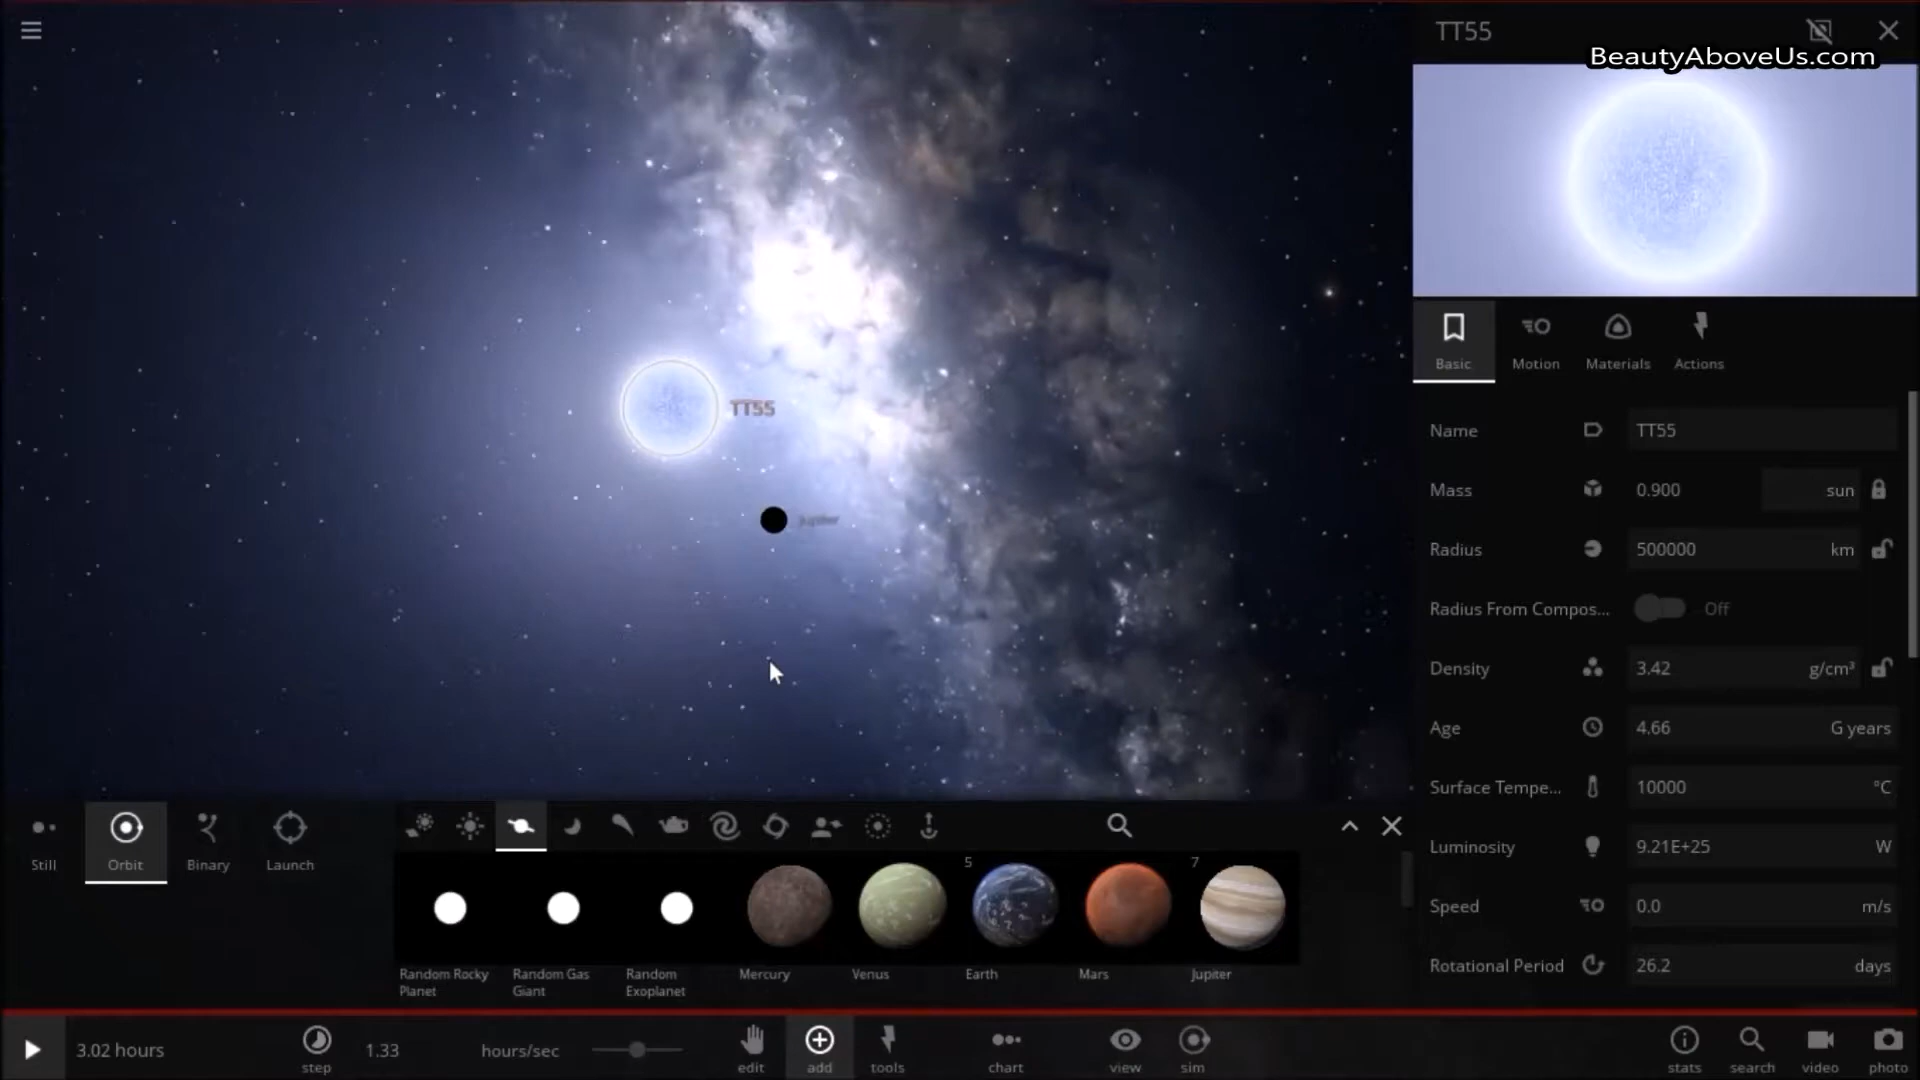 TT55
BeautyAboveUs.com
TT55
Jupiter
Basic
Motion
Materials
Actions
Name TT55
Mass 0.900 sun
Radius 500000 km
Radius From Compos... Off
Density 3.42 g/cm³
Age 4.66 G years
Surface Tempe... 10000 °C
Luminosity 9.21E+25 W
Speed 0.0 m/s
Rotational Period 26.2 days
Still
Orbit
Binary
Launch
5
7
Random Rocky
Planet
Random Gas
Giant
Random
Exoplanet
Mercury
Venus
Earth
Mars
Jupiter
3.02 hours
step
1.33 hours/sec
edit
add
tools
chart
view
sim
stats
search
video
photo